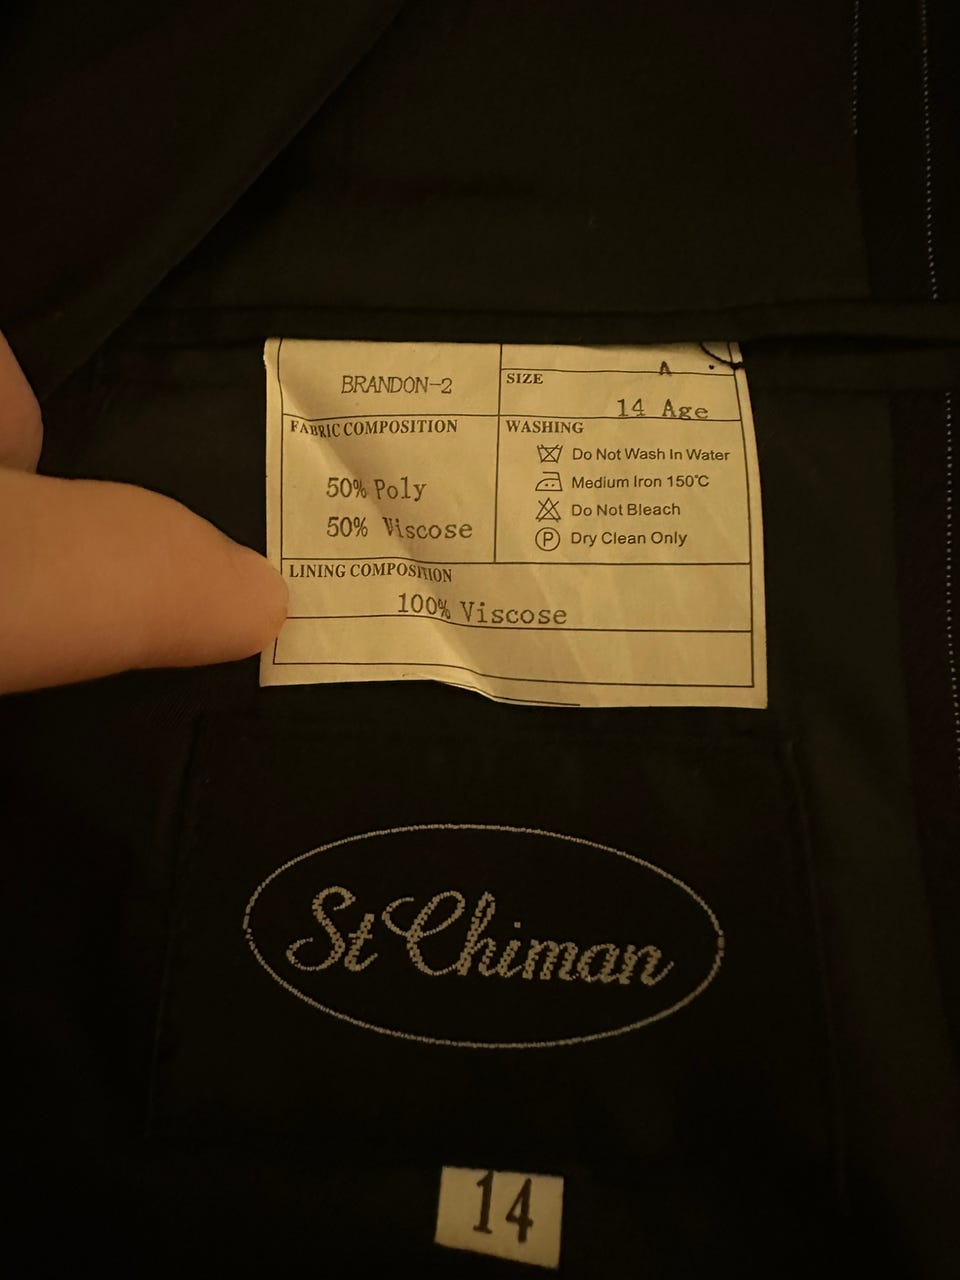 A
BRANDON-2
SIZE
14 Age
FABRIC COMPOSITION
50% Poly
50% Viscose
WASHING
Do Not Wash In Water
Medium Iron 150℃
Do Not Bleach
P Dry Clean Only
LINING COMPOSITION
100% Viscose
St Chiman
14